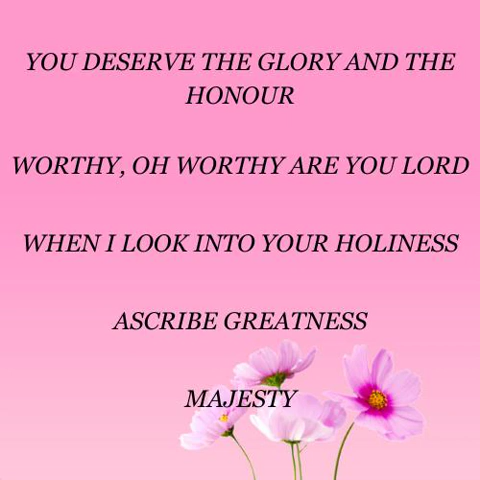 YOU DESERVE THE GLORY AND THE
HONOUR
WORTHY, OH WORTHY ARE YOU LORD
WHEN I LOOK INTO YOUR HOLINESS
ASCRIBE GREATNESS
MAJESTY